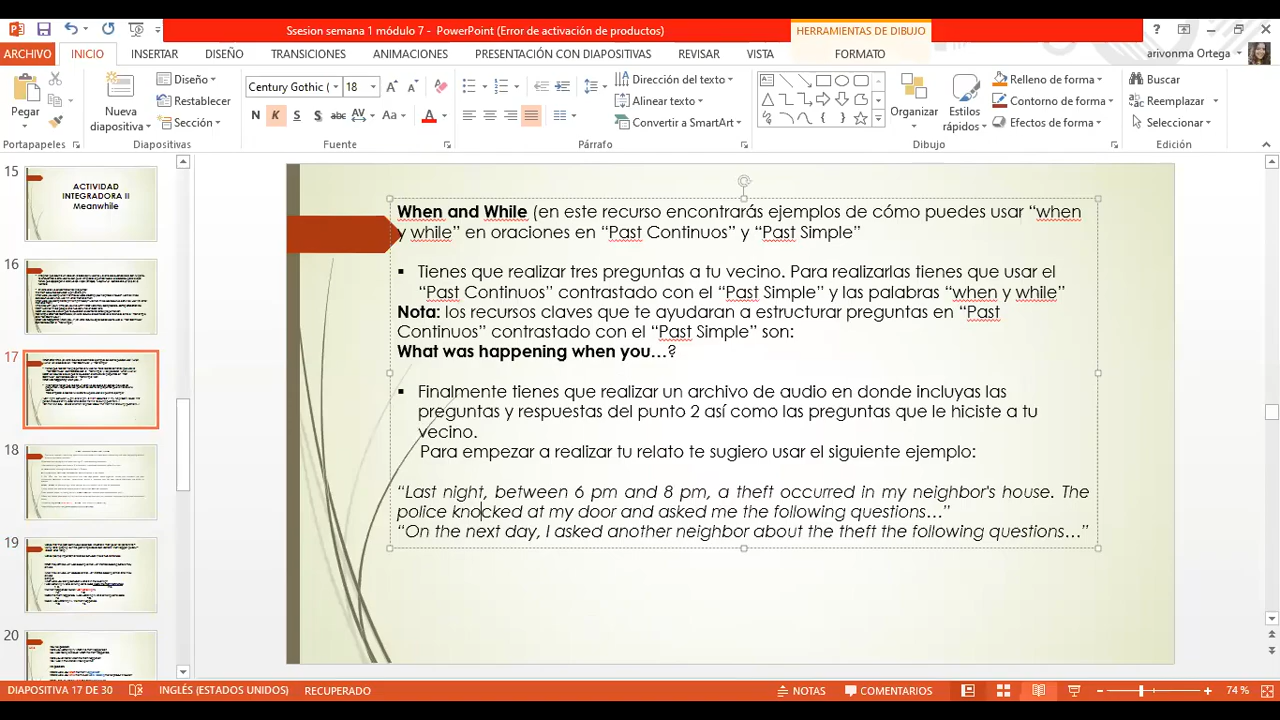 Ssesion semana 1 módulo 7 - PowerPoint (Error de activación de productos)
HERRAMIENTAS DE DIBUJO
ARCHIVO INICIO INSERTAR DISEÑO TRANSICIONES ANIMACIONES PRESENTACIÓN CON DIAPOSITIVAS REVISAR VISTA FORMATO
arivonma Ortega
Pegar
Nueva diapositiva
Diseño
Restablecer
Sección
Century Gothic ( 18
N K S S abc AV Aa A
Dirección del texto
Alinear texto
Convertir a SmartArt
Organizar
Estilos rápidos
Relleno de forma
Contorno de forma
Efectos de forma
Buscar
Reemplazar
Seleccionar
Portapapeles Diapositivas Fuente Párrafo Dibujo Edición
15
ACTIVIDAD
INTEGRADORA II
Meanwhile
16
17
18
19
20
When and While (en este recurso encontrarás ejemplos de cómo puedes usar “when
y while” en oraciones en “Past Continuos” y “Past Simple”
▪ Tienes que realizar tres preguntas a tu vecino. Para realizarlas tienes que usar el
“Past Continuos” contrastado con el “Past Simple” y las palabras “when y while”
Nota: los recursos claves que te ayudaran a estructurar preguntas en “Past
Continuos” contrastado con el “Past Simple” son:
What was happening when you…?
▪ Finalmente tienes que realizar un archivo de audio en donde incluyas las
preguntas y respuestas del punto 2 así como las preguntas que le hiciste a tu
vecino.
Para empezar a realizar tu relato te sugiero usar el siguiente ejemplo:
“Last night, between 6 pm and 8 pm, a theft occurred in my neighbor's house. The
police knocked at my door and asked me the following questions…”
“On the next day, I asked another neighbor about the theft the following questions…”
DIAPOSITIVA 17 DE 30 INGLÉS (ESTADOS UNIDOS) RECUPERADO NOTAS COMENTARIOS 74 %